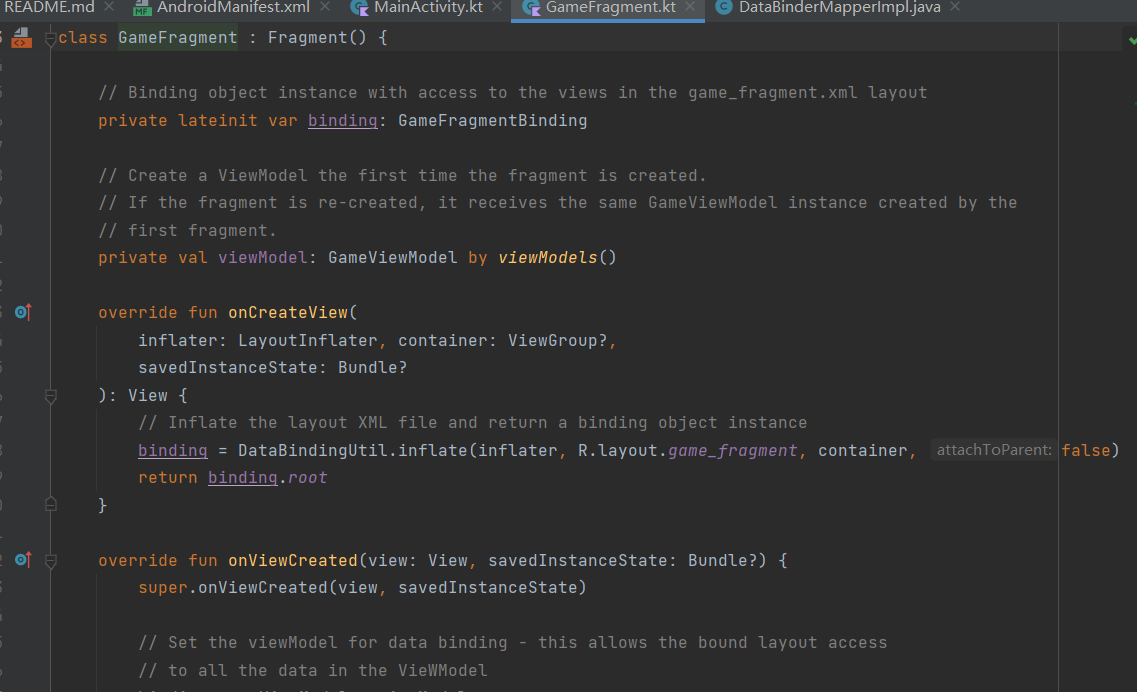 README.md AndroidManifest.xml MainActivity.kt GameFragment.kt DataBinderMapperImpl.java
class GameFragment : Fragment() {
// Binding object instance with access to the views in the game_fragment.xml layout
private lateinit var binding: GameFragmentBinding
// Create a ViewModel the first time the fragment is created.
// If the fragment is re-created, it receives the same GameViewModel instance created by the
// first fragment.
private val viewModel: GameViewModel by viewModels()
override fun onCreateView(
inflater: LayoutInflater, container: ViewGroup?,
savedInstanceState: Bundle?
): View {
// Inflate the layout XML file and return a binding object instance
binding = DataBindingUtil.inflate(inflater, R.layout.game_fragment, container, attachToParent: false)
return binding.root
}
override fun onViewCreated(view: View, savedInstanceState: Bundle?) {
super.onViewCreated(view, savedInstanceState)
// Set the viewModel for data binding - this allows the bound layout access
// to all the data in the VieWModel